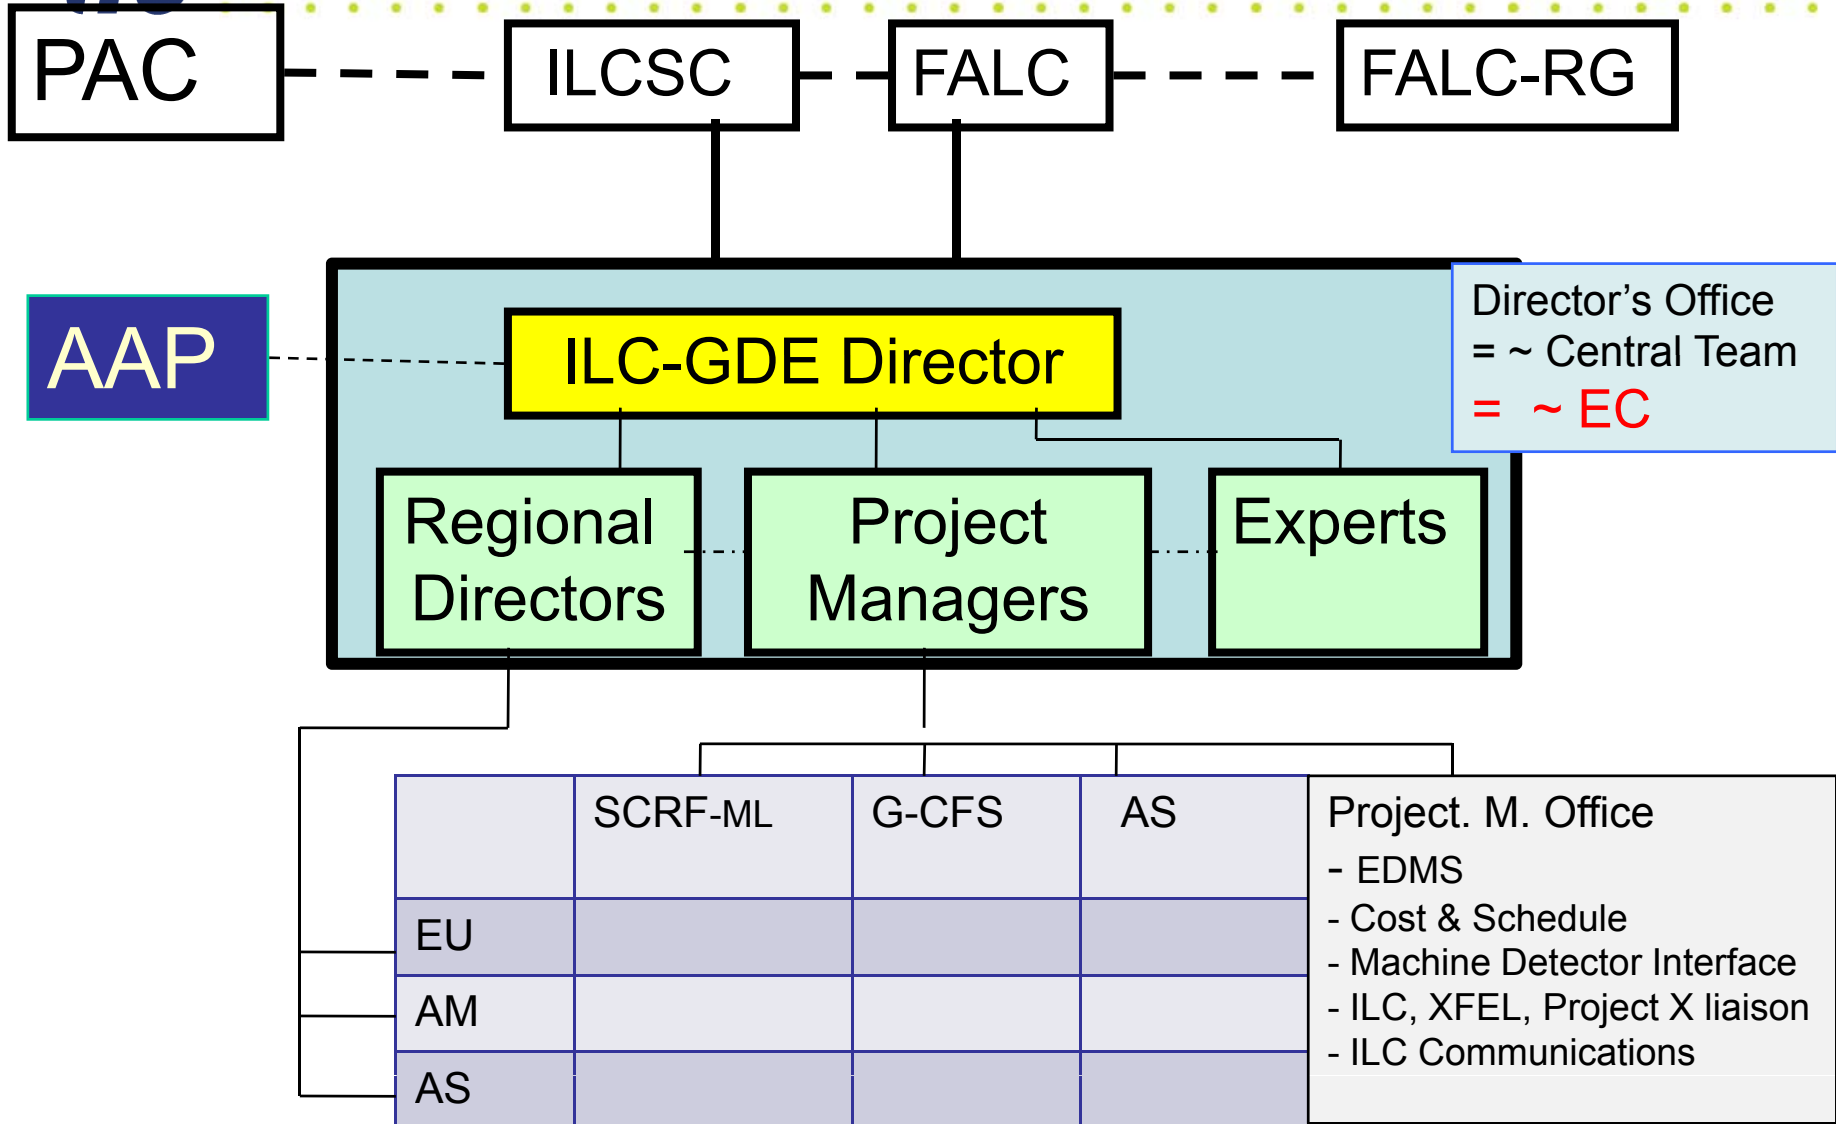 PAC
ILCSC
FALC
FALC-RG
AAP
ILC-GDE Director
Director’s Office
= ~ Central Team
= ~ EC
Regional
Directors
Project
Managers
Experts
SCRF-ML
G-CFS
AS
Project. M. Office
- EDMS
- Cost & Schedule
- Machine Detector Interface
- ILC, XFEL, Project X liaison
- ILC Communications
EU
AM
AS